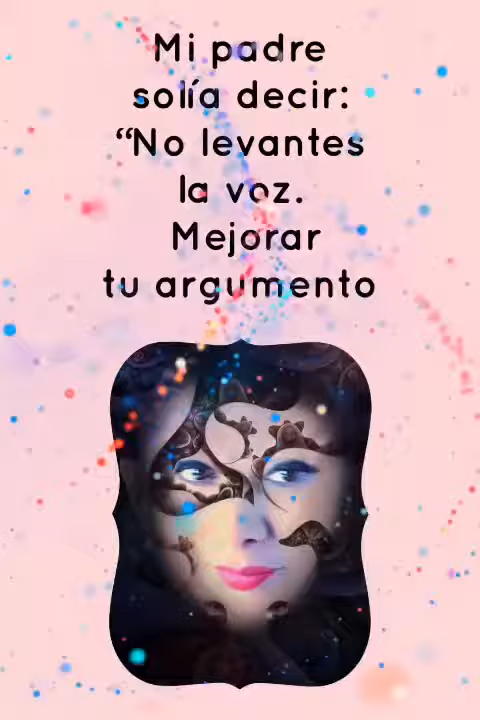 Mi padre
solía decir:
“No levantes
la voz.
Mejorar
tu argumento